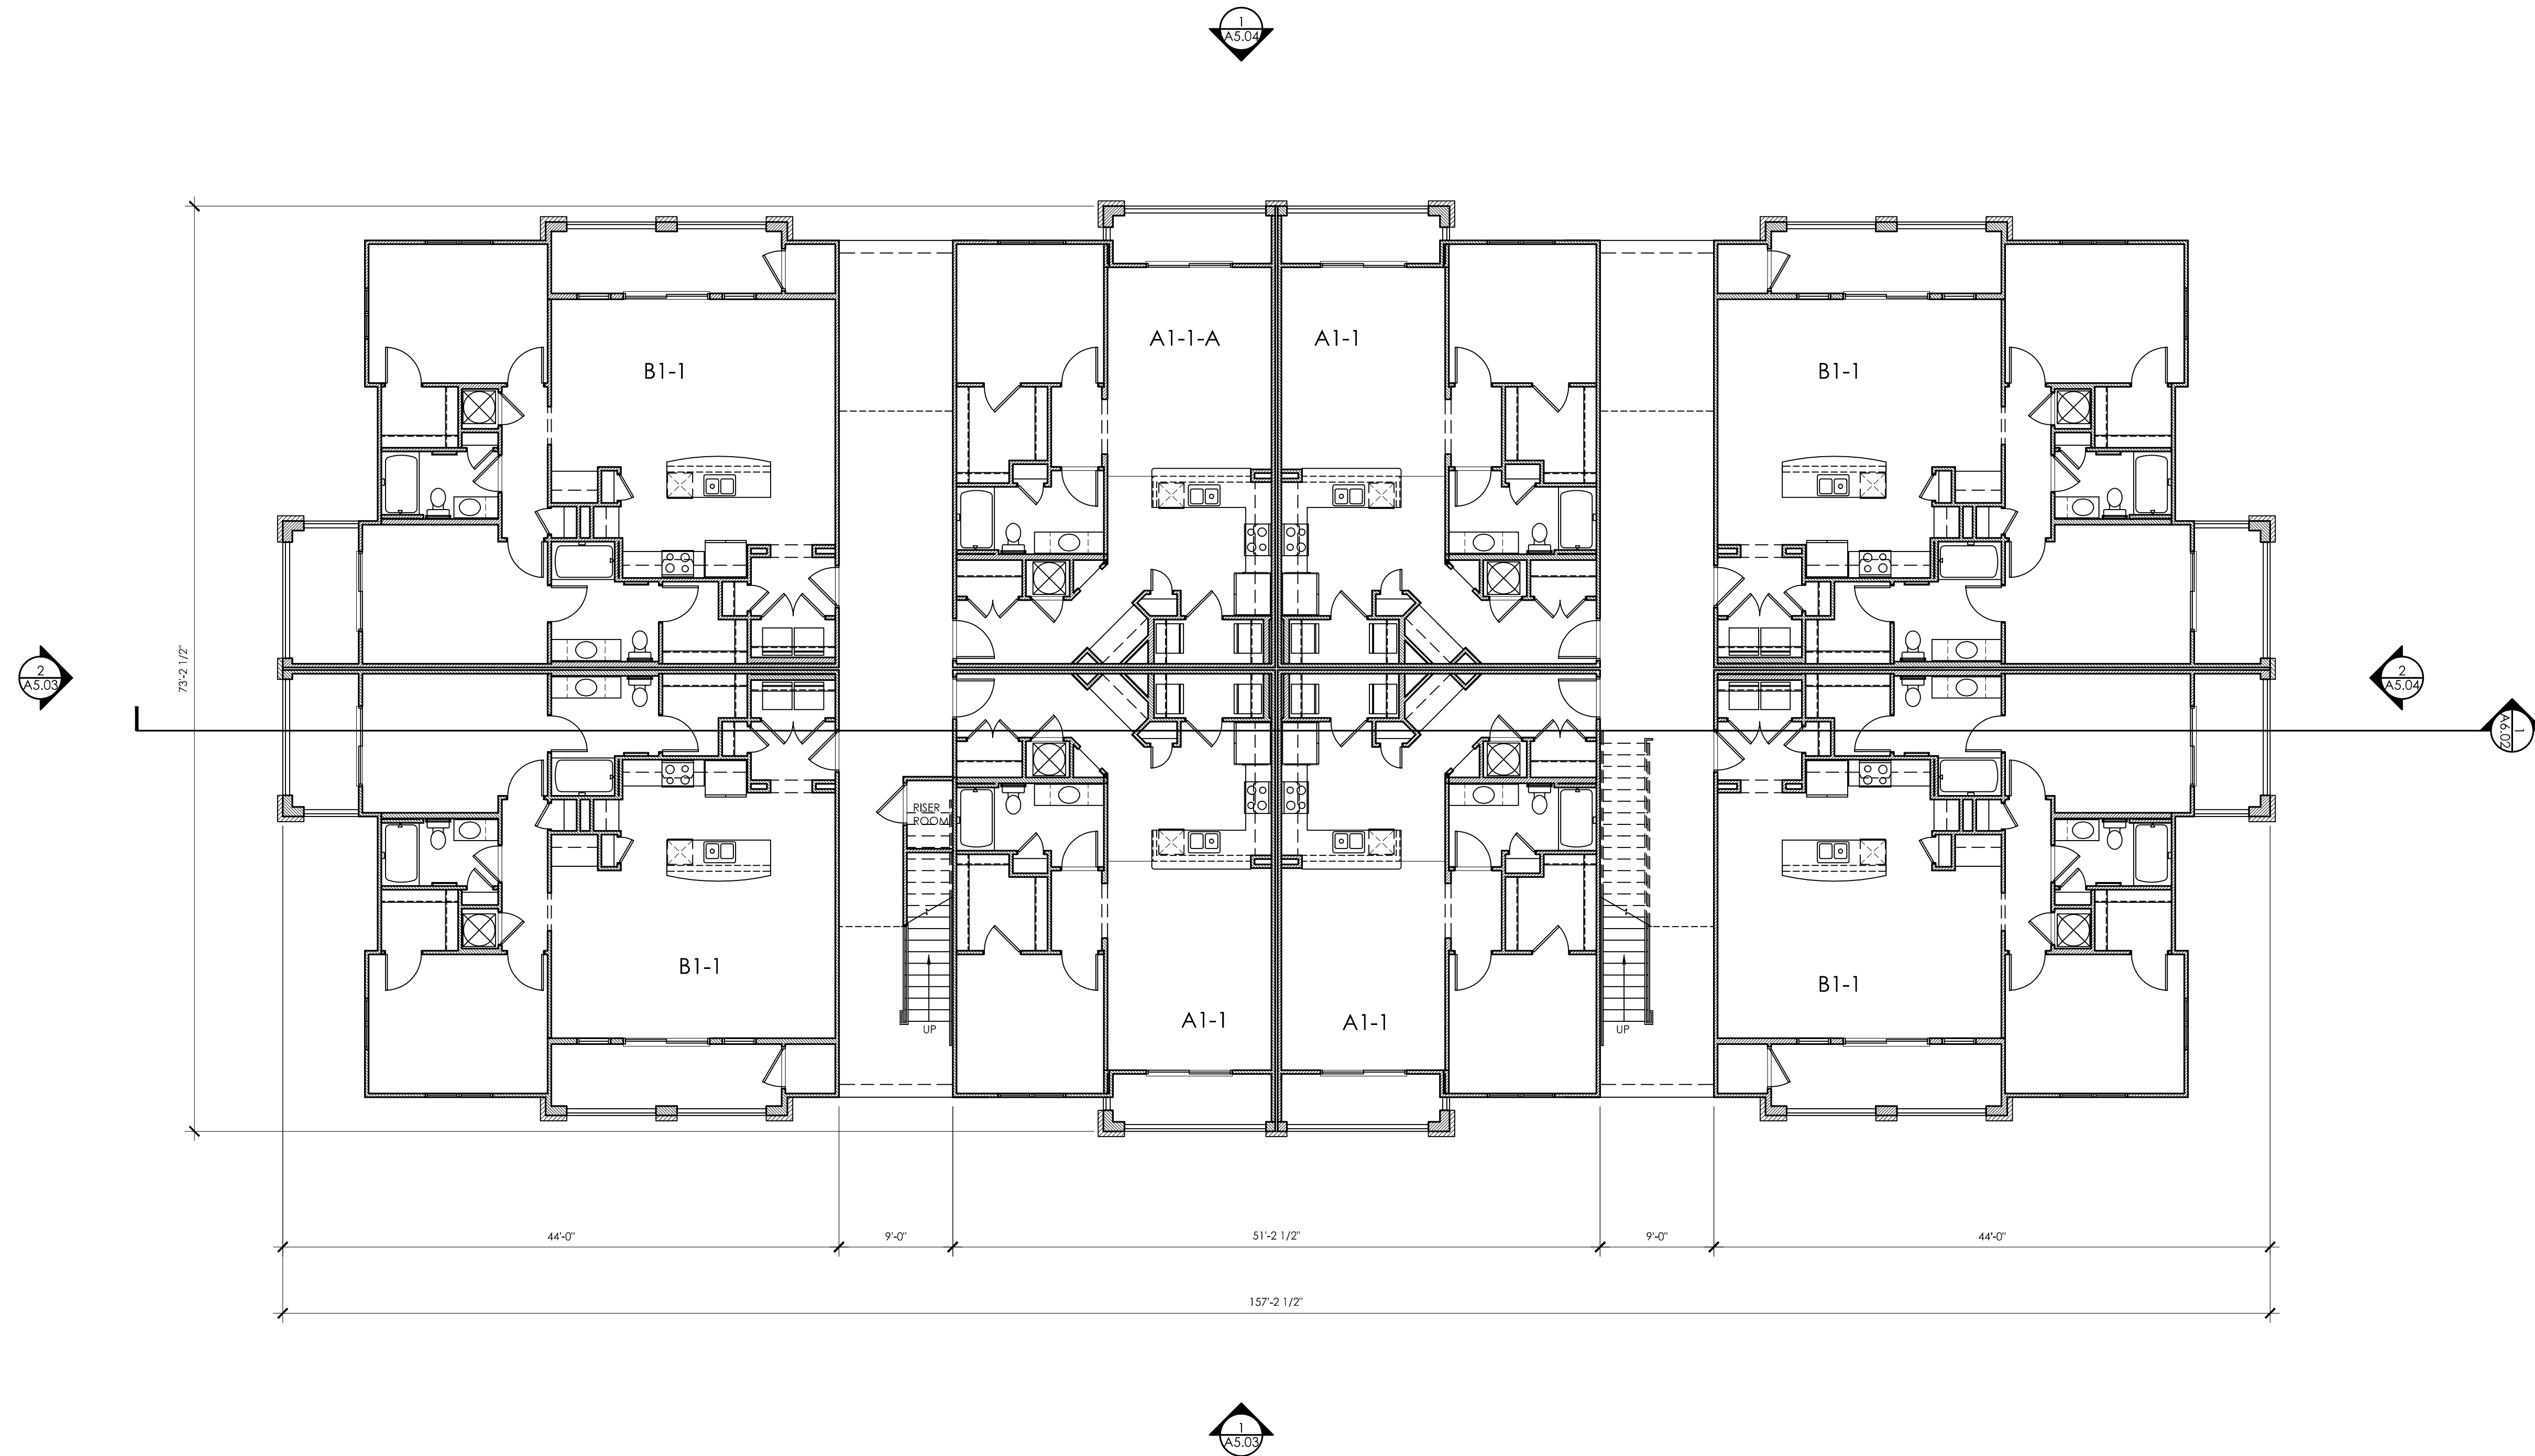 1
A5.04
A1-1-A
A1-1
B1-1
B1-1
73'-2 1/2"
2
A5.03
2
A5.04
1
A6.02
RISER
ROOM
B1-1
B1-1
A1-1
A1-1
UP
UP
44'-0"
9'-0"
51'-2 1/2"
9'-0"
44'-0"
157'-2 1/2"
1
A5.03